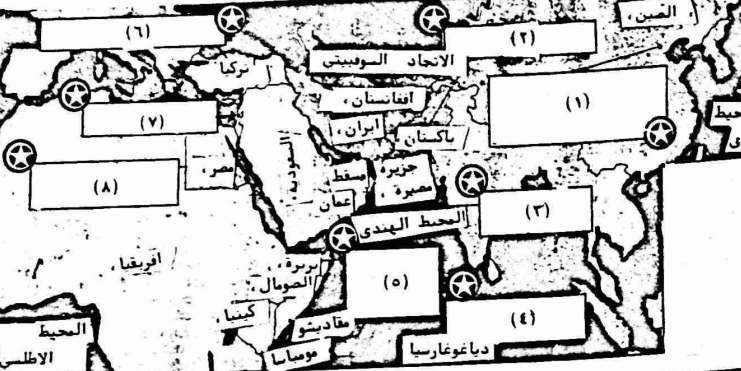 (٦)
(٢)
الصين،
تركيا
الاتحاد السوفييتي
(١)
افغانستان،
(٧)
ايران،
باكستان
السعودية
مصر،
مسقط
عمان
جزيرة
مصيرة،
(٨)
(٣)
المحيط الهندي
افريقيا
بربرة،
الصومال،
(٥)
(٤)
كينيا،
مقاديشو
مومباسا
دياغوغارسيا
المحيط
الاطلسي